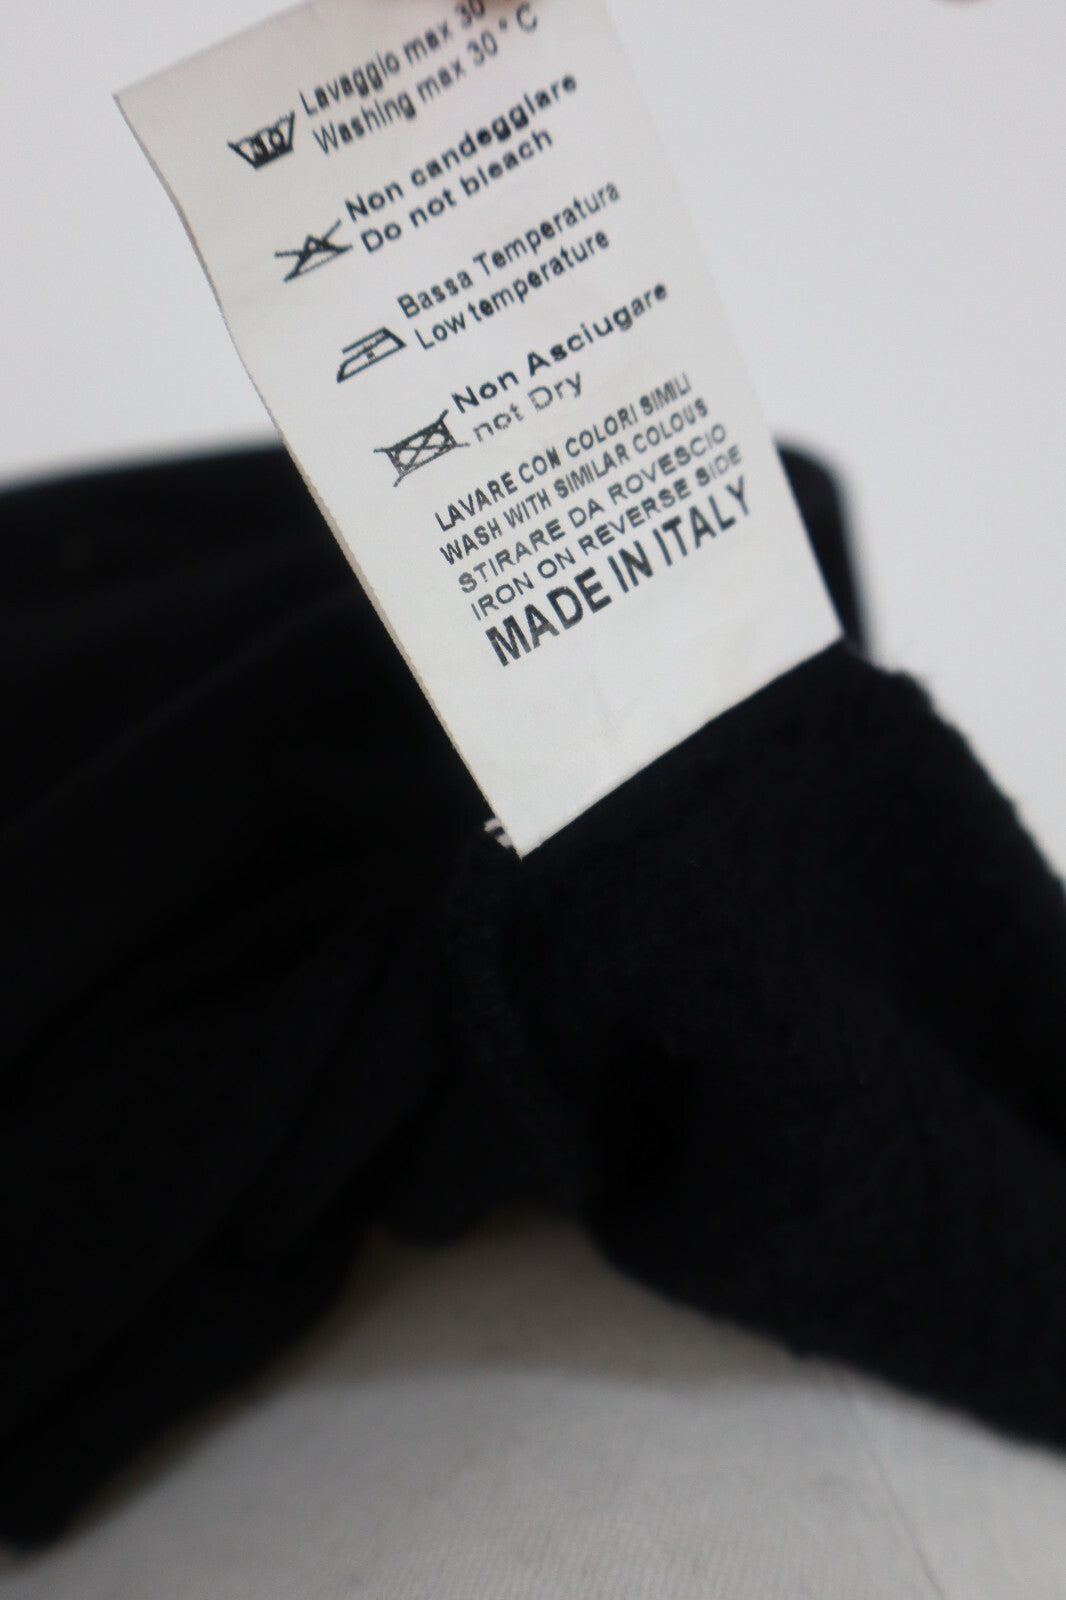 Lavaggio max 30°
Washing max 30°C
30
Non candeggiare
Do not bleach
Bassa Temperatura
Low temperature
Non Asciugare
not Dry
LAVARE CON COLORI SIMILI
WASH WITH SIMILAR COLOUS
STIRARE DA ROVESCIO
IRON ON REVERSE SIDE
MADE IN ITALY